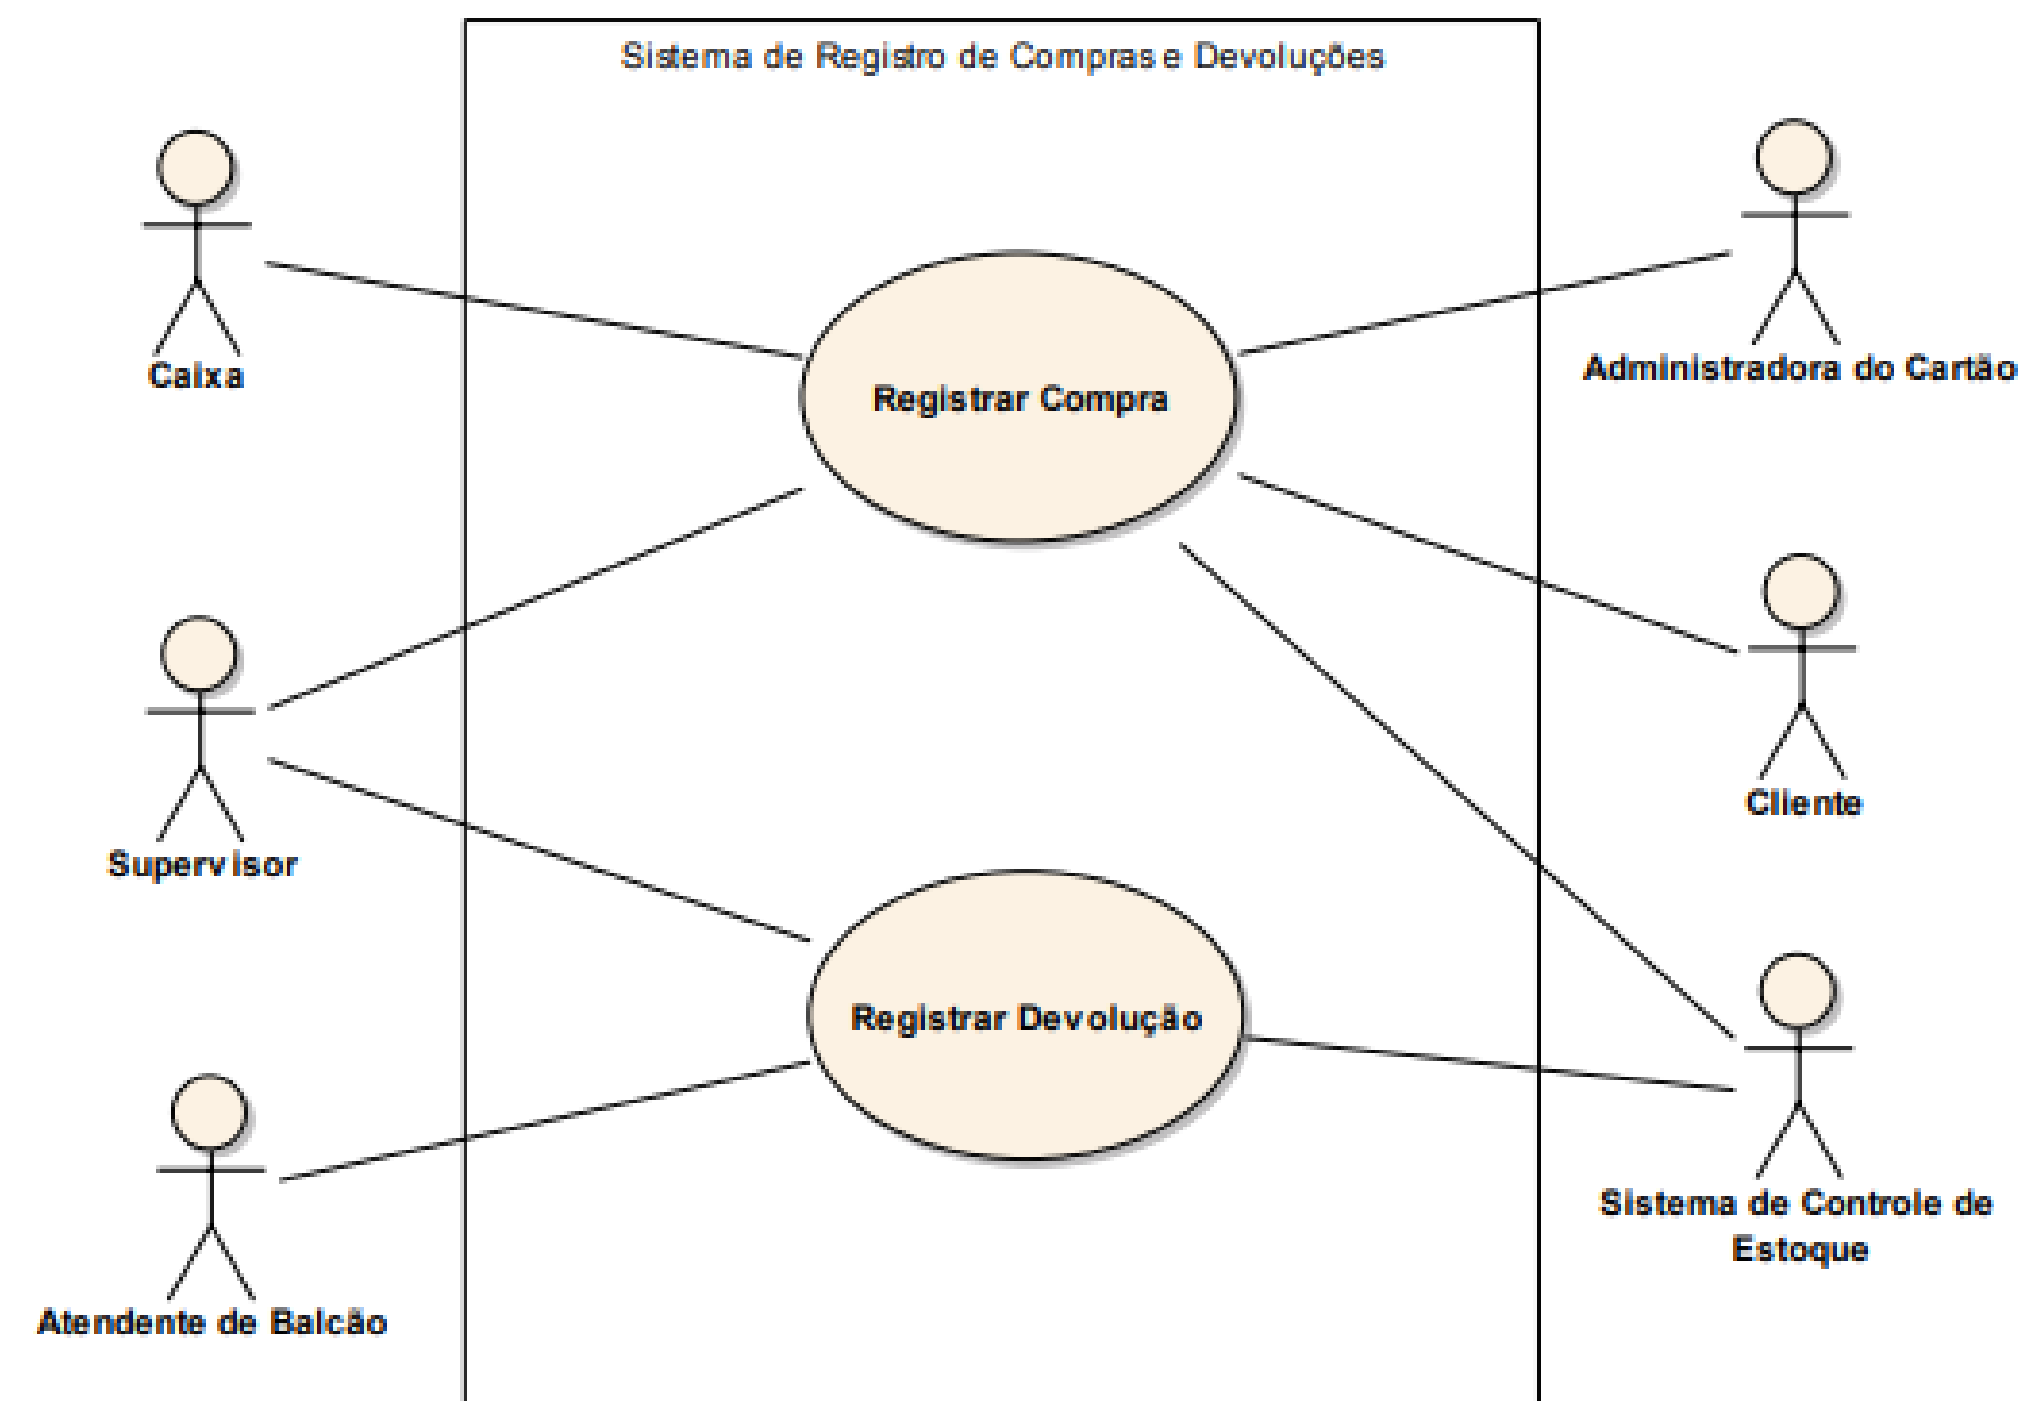 Sistema de Registro de Compras e Devoluções
Caixa
Administradora do Cartão
Registrar Compra
Cliente
Supervisor
Registrar Devolução
Sistema de Controle de
Estoque
Atendente de Balcão